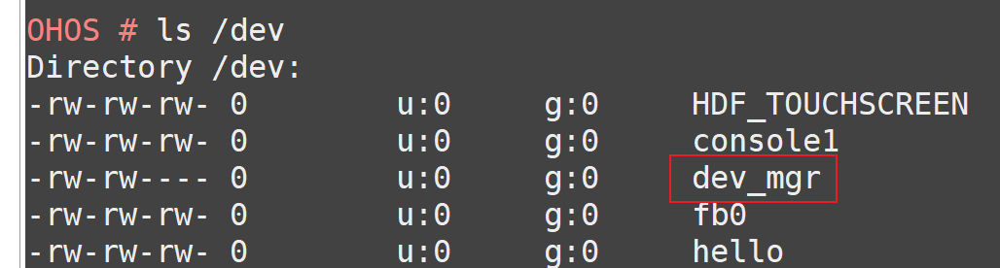 OHOS # ls /dev
Directory /dev:
-rw-rw-rw- 0        u:0     g:0     HDF_TOUCHSCREEN
-rw-rw-rw- 0        u:0     g:0     console1
-rw-rw---- 0        u:0     g:0     dev_mgr
-rw-rw-rw- 0        u:0     g:0     fb0
-rw-rw-rw- 0        u:0     g:0     hello